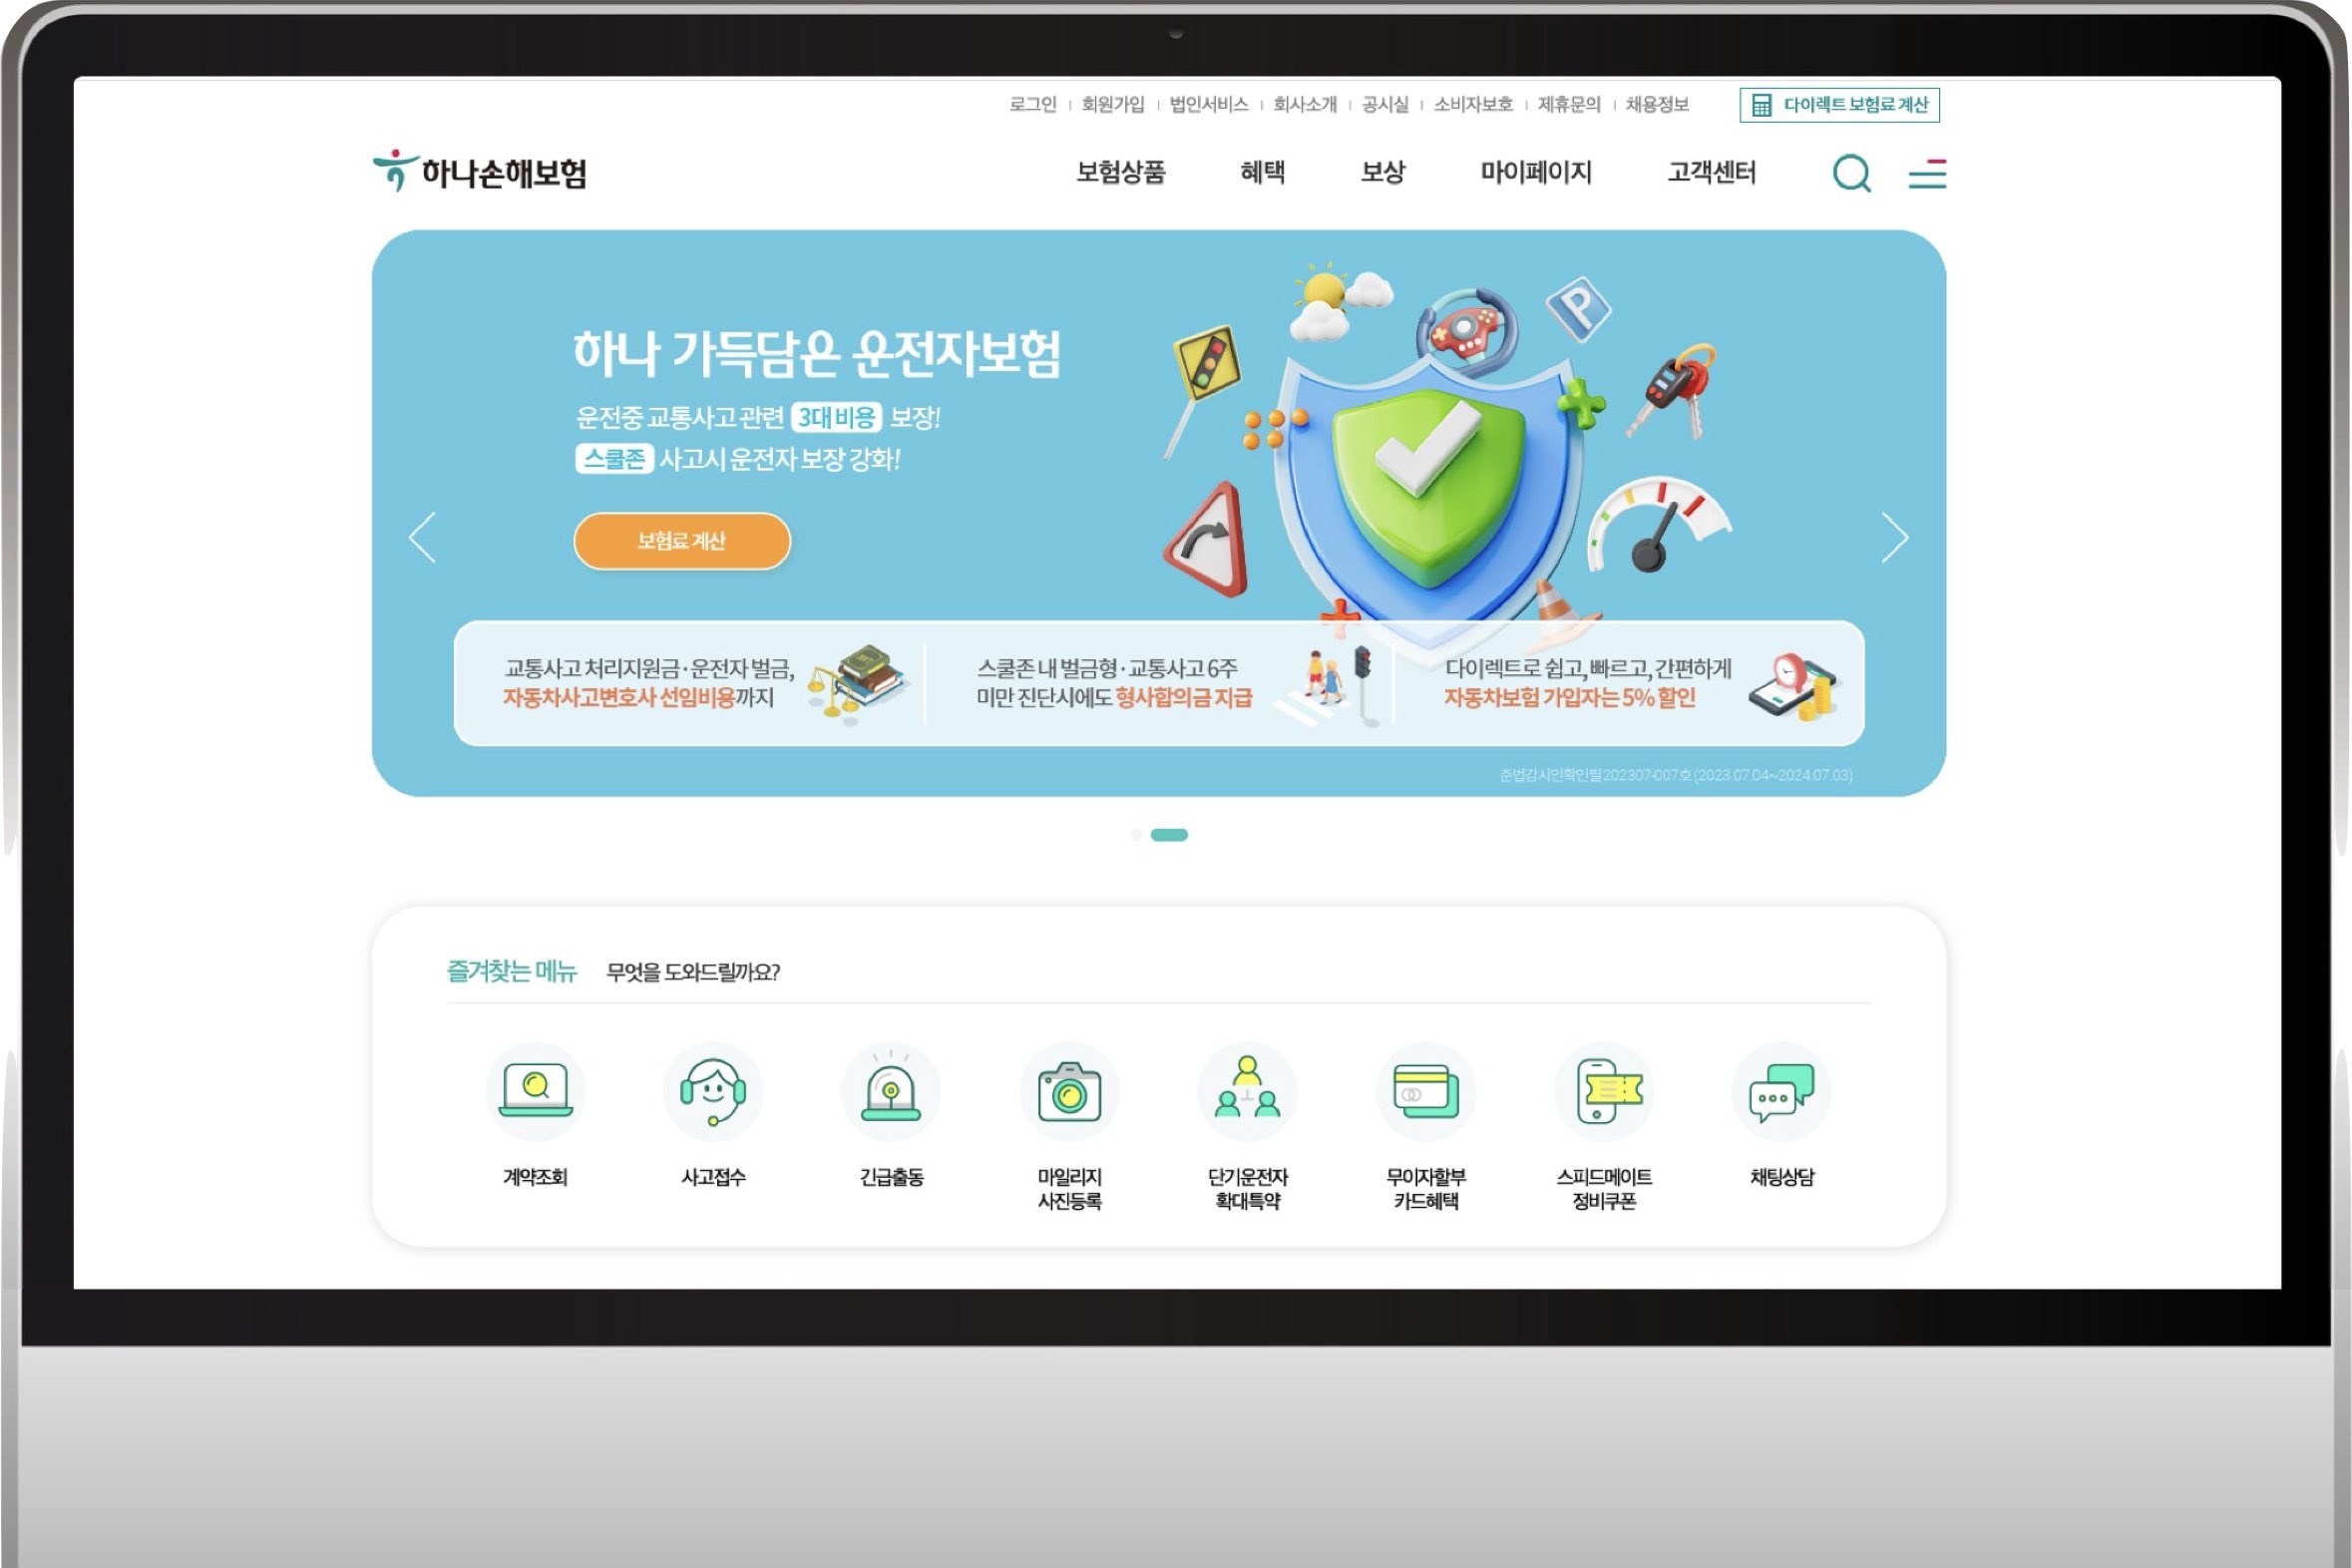 로그인 | 회원가입 | 법인서비스 | 회사소개 | 공시실 | 소비자보호 | 제휴문의 | 채용정보
다이렉트 보험료 계산
하나손해보험
보험상품 혜택 보상 마이페이지 고객센터
하나 가득담은 운전자보험
운전중 교통사고 관련 3대 비용 보장!
스쿨존 사고시 운전자 보장 강화!
P
보험료 계산
교통사고 처리지원금·운전자 벌금,
자동차사고변호사 선임비용까지
스쿨존 내 벌금형·교통사고 6주
미만 진단시에도 형사합의금 지급
다이렉트로 쉽고, 빠르고, 간편하게
자동차보험 가입자는 5% 할인
준법감시인확인필 202307-007호 (2023.07.04~2024.07.03)
즐겨찾는 메뉴 무엇을 도와드릴까요?
계약조회
사고접수
긴급출동
마일리지
사진등록
단기운전자
확대특약
무이자할부
카드혜택
스피드메이트
정비쿠폰
채팅상담